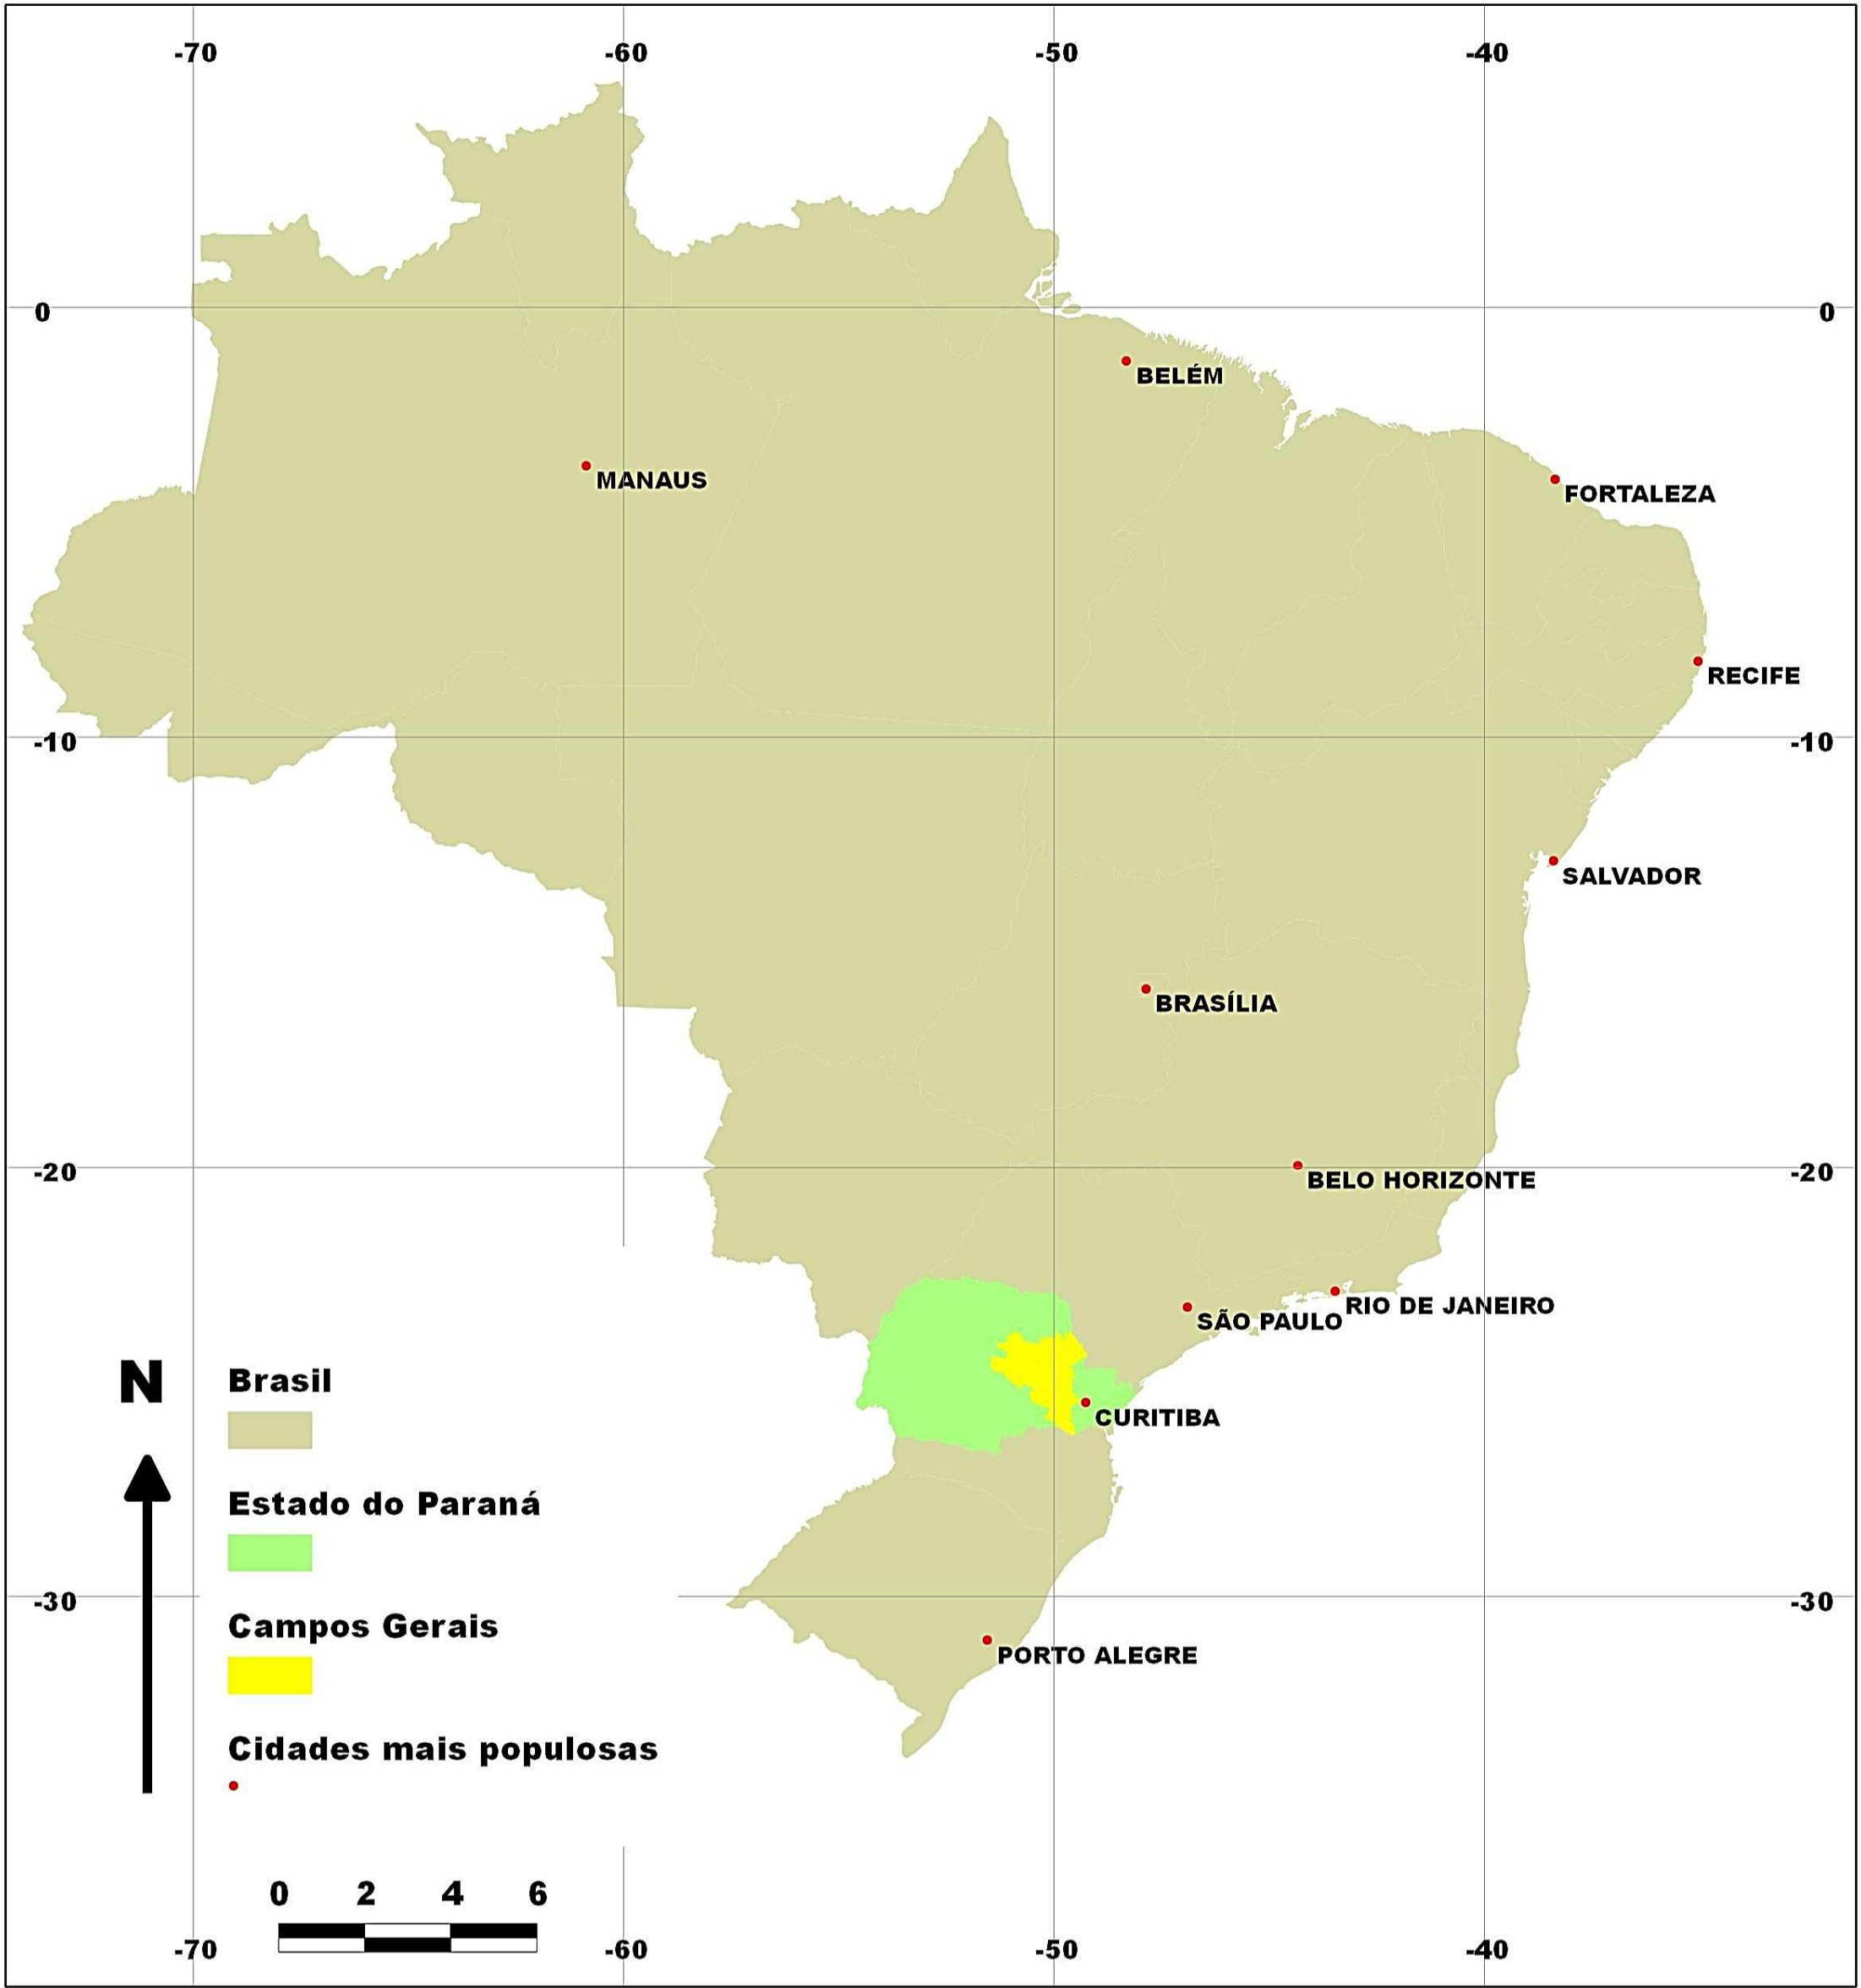 -70 -60 -50 -40
0 0
BELÉM
MANAUS
FORTALEZA
RECIFE
-10 -10
SALVADOR
BRASÍLIA
-20 -20
BELO HORIZONTE
RIO DE JANEIRO
SÃO PAULO
CURITIBA
N
Brasil
Estado do Paraná
-30 -30
Campos Gerais
PORTO ALEGRE
Cidades mais populosas
0 2 4 6
-70 -60 -50 -40